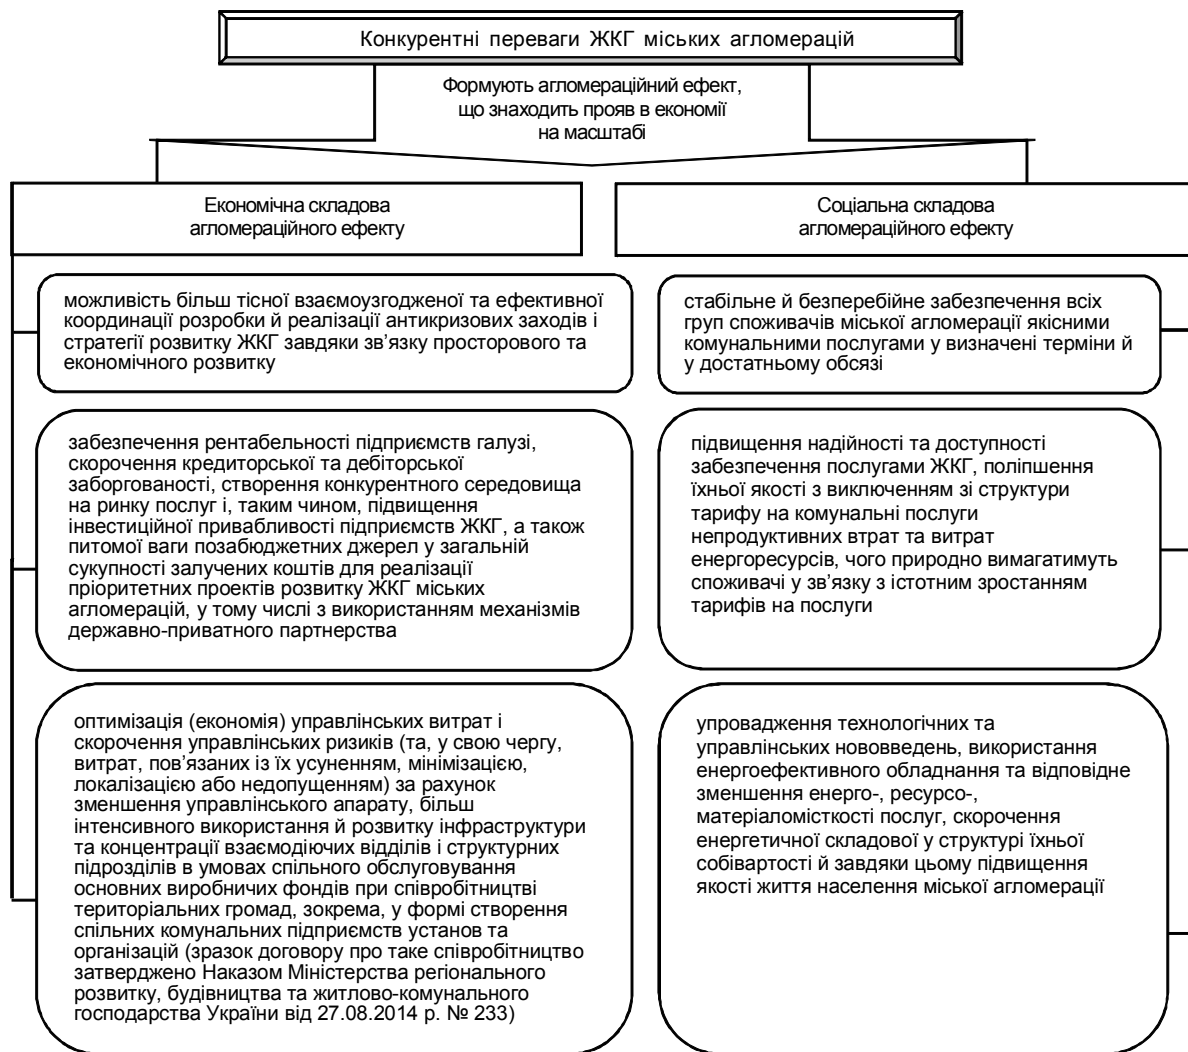 Конкурентні переваги ЖКГ міських агломерацій
Формують агломераційний ефект,
що знаходить прояв в економії
на масштабі
Економічна складова
агломераційного ефекту
можливість більш тісної взаємоузгодженої та ефективної
координації розробки й реалізації антикризових заходів і
стратегії розвитку ЖКГ завдяки зв’язку просторового та
економічного розвитку
забезпечення рентабельності підприємств галузі,
скорочення кредиторської та дебіторської
заборгованості, створення конкурентного середовища
на ринку послуг і, таким чином, підвищення
інвестиційної привабливості підприємств ЖКГ, а також
питомої ваги позабюджетних джерел у загальній
сукупності залучених коштів для реалізації
пріоритетних проектів розвитку ЖКГ міських
агломерацій, у тому числі з використанням механізмів
державно-приватного партнерства
оптимізація (економія) управлінських витрат і
скорочення управлінських ризиків (та, у свою чергу,
витрат, пов’язаних із їх усуненням, мінімізацією,
локалізацією або недопущенням) за рахунок
зменшення управлінського апарату, більш
інтенсивного використання й розвитку інфраструктури
та концентрації взаємодіючих відділів і структурних
підрозділів в умовах спільного обслуговування
основних виробничих фондів при співробітництві
територіальних громад, зокрема, у формі створення
спільних комунальних підприємств установ та
організацій (зразок договору про таке співробітництво
затверджено Наказом Міністерства регіонального
розвитку, будівництва та житлово-комунального
господарства України від 27.08.2014 р. № 233)
Соціальна складова
агломераційного ефекту
стабільне й безперебійне забезпечення всіх
груп споживачів міської агломерації якісними
комунальними послугами у визначені терміни й
у достатньому обсязі
підвищення надійності та доступності
забезпечення послугами ЖКГ, поліпшення
їхньої якості з виключенням зі структури
тарифу на комунальні послуги
непродуктивних втрат та витрат
енергоресурсів, чого природно вимагатимуть
споживачі у зв’язку з істотним зростанням
тарифів на послуги
упровадження технологічних та
управлінських нововведень, використання
енергоефективного обладнання та відповідне
зменшення енерго-, ресурсо-,
матеріаломісткості послуг, скорочення
енергетичної складової у структурі їхньої
собівартості й завдяки цьому підвищення
якості життя населення міської агломерації